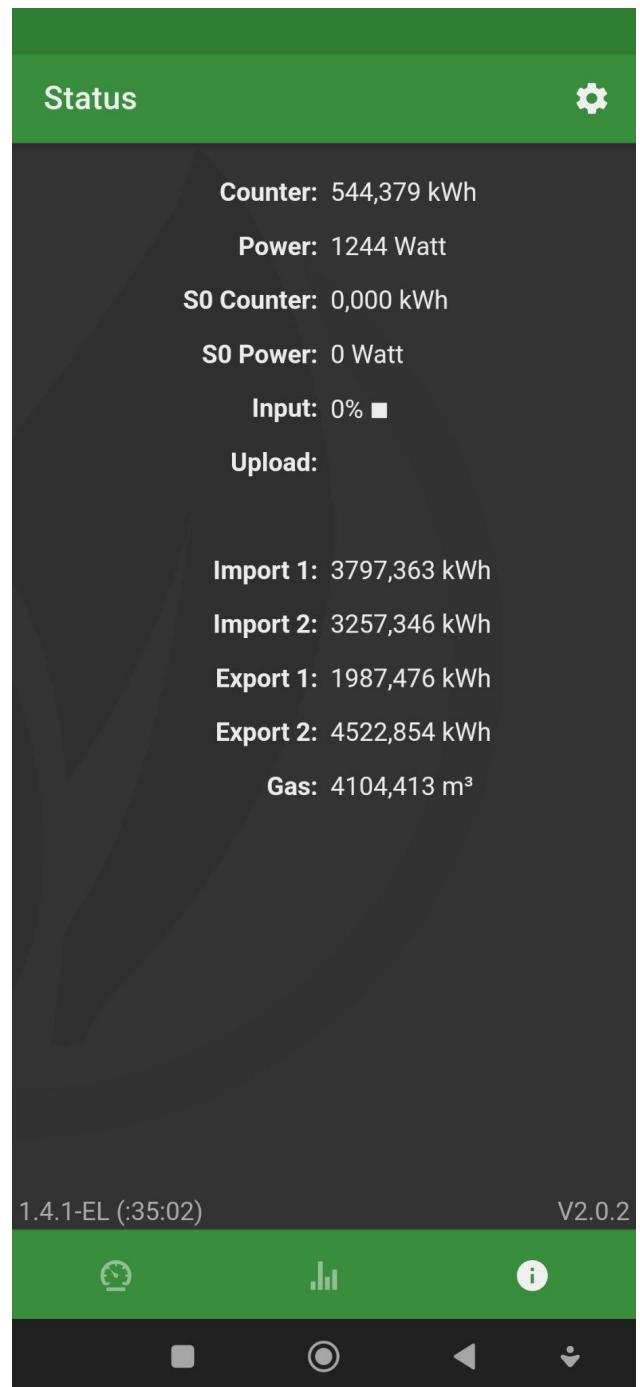 Status
Counter: 544,379 kWh
Power: 1244 Watt
S0 Counter: 0,000 kWh
S0 Power: 0 Watt
Input: 0% ■
Upload:
Import 1: 3797,363 kWh
Import 2: 3257,346 kWh
Export 1: 1987,476 kWh
Export 2: 4522,854 kWh
Gas: 4104,413 m³
1.4.1-EL (:35:02) V2.0.2